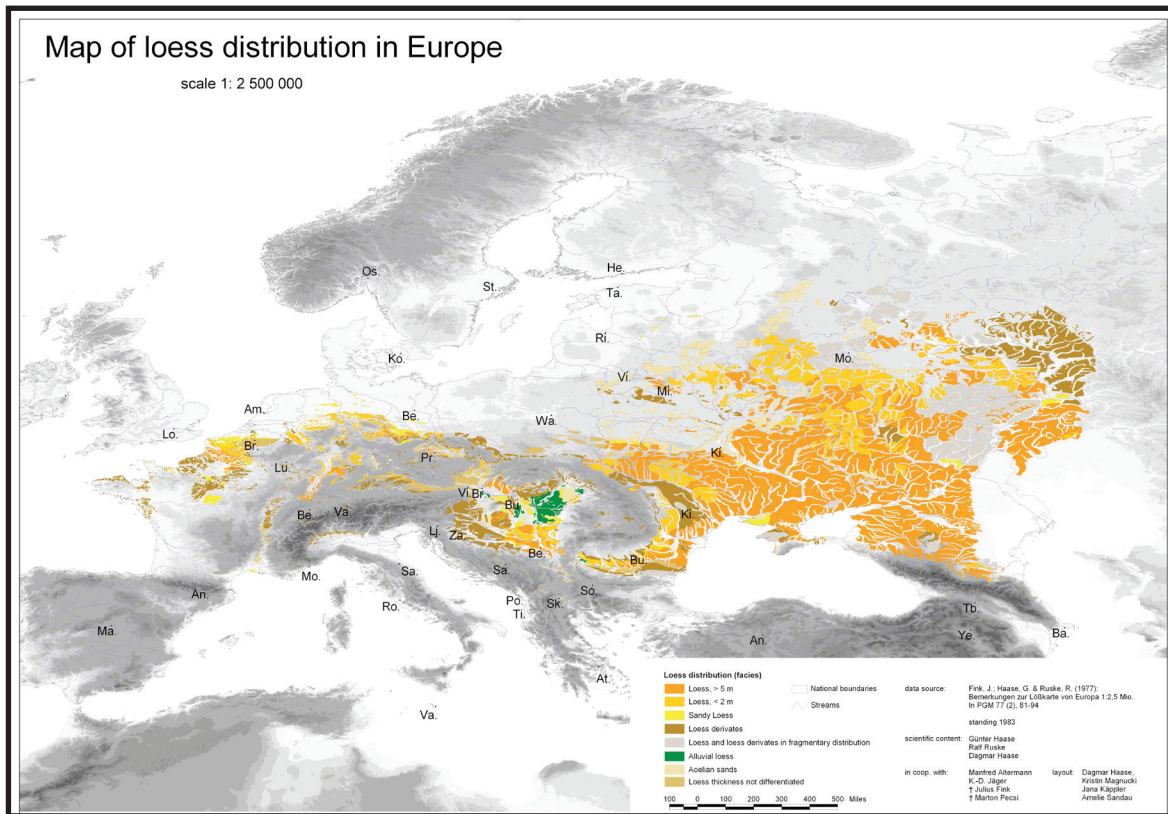 Map of loess distribution in Europe
scale 1: 2 500 000
Os.
He.
St.
Ta.
Ri.
Ko.
Vi.
Mo.
Mi.
Am.
Be.
Wa.
Lo.
Br.
Ki.
Lu.
Pr.
Vi.
Br.
Bu.
Be.
Va.
Ki.
Lj.
Za.
Be.
Bu.
Mo.
Sa.
Sa.
An.
Ro.
Po.
Sk.
So.
Ti.
Ma.
An.
Tb.
Ye.
Ba.
At.
Va.
Loess distribution (facies)
Loess, > 5 m
Loess, < 2 m
Sandy Loess
Loess derivates
Loess and loess derivates in fragmentary distribution
Alluvial loess
Aoelian sands
Loess thickness not differentiated
National boundaries
Streams
100 0 100 200 300 400 500 Miles
data source: Fink, J.; Haase, G. & Ruske, R. (1977):
Bemerkungen zur Lößkarte von Europa 1:2,5 Mio.
In PGM 77 (2), 81-94
standing 1983
scientific content: Günter Haase
Ralf Ruske
Dagmar Haase
in coop. with: Manfred Altermann
K.-D. Jäger
† Julius Fink
† Marton Pecsi
layout: Dagmar Haase,
Kristin Magnucki
Jana Käppler
Amelie Sandau